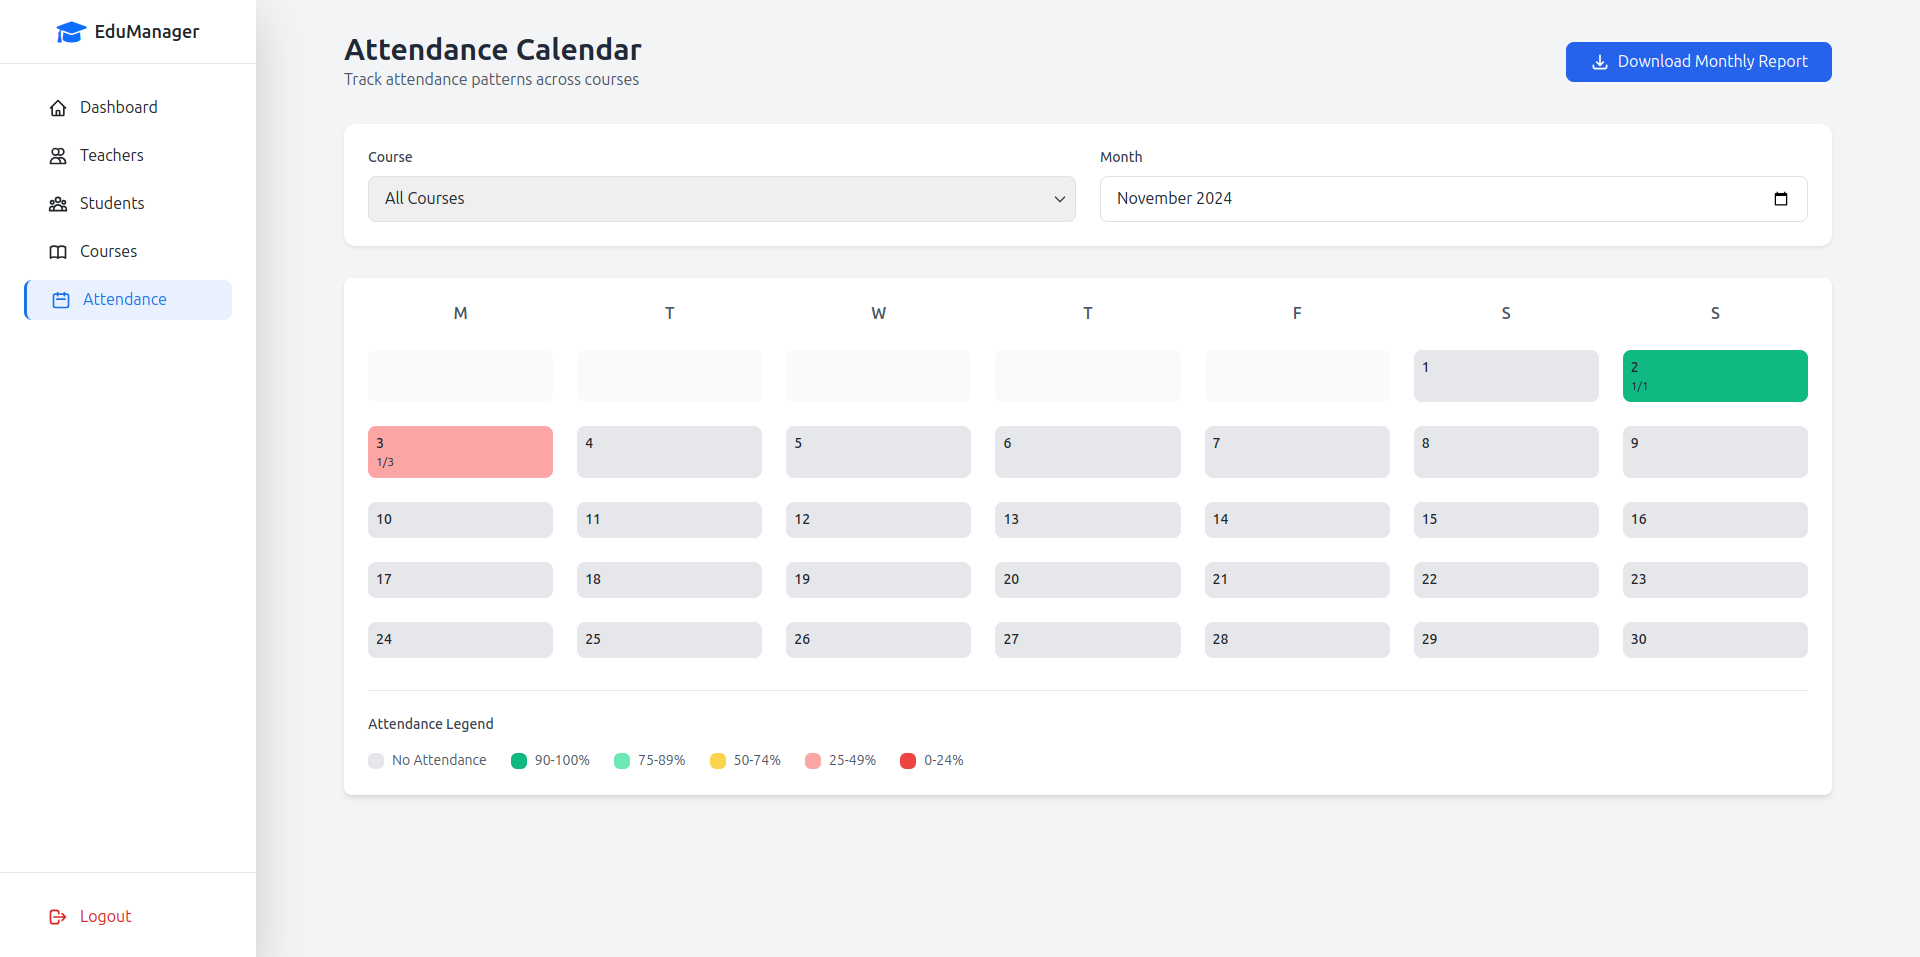 EduManager
Dashboard
Teachers
Students
Courses
Attendance
Logout
Attendance Calendar
Track attendance patterns across courses
Download Monthly Report
Course
All Courses
Month
November 2024
M T W T F S S
1 2
1/1
3 4 5 6 7 8 9
1/3
10 11 12 13 14 15 16
17 18 19 20 21 22 23
24 25 26 27 28 29 30
Attendance Legend
No Attendance 90-100% 75-89% 50-74% 25-49% 0-24%